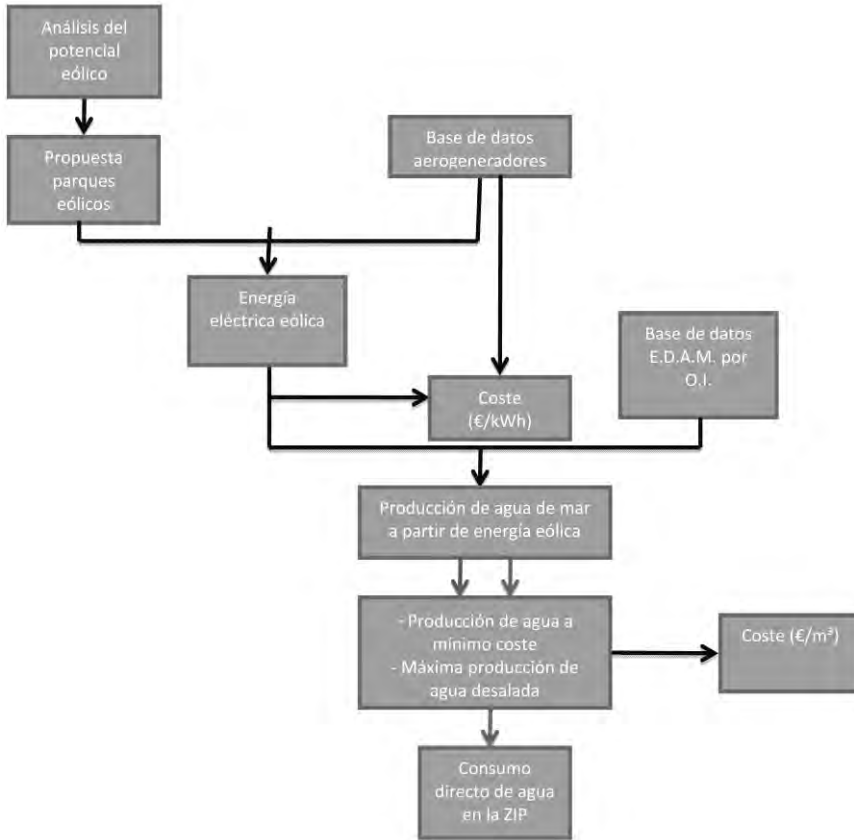 Análisis del
potencial
eólico
Propuesta
parques
eólicos
Base de datos
aerogeneradores
Energía
eléctrica eólica
Base de datos
E.D.A.M. por
O.I.
Coste
(€/kWh)
Producción de agua de mar
a partir de energía eólica
- Producción de agua a
mínimo coste
- Máxima producción de
agua desalada
Coste (€/m³)
Consumo
directo de agua
en la ZIP